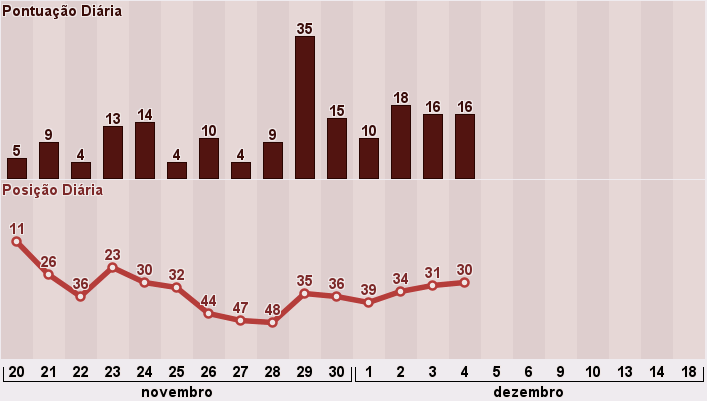 Pontuação Diária
5 9 4 13 14 4 10 4 9 35 15 10 18 16 16
Posição Diária
11 26 36 23 30 32 44 47 48 35 36 39 34 31 30
20 21 22 23 24 25 26 27 28 29 30 1 2 3 4 5 6 9 10 13 14 18
novembro dezembro